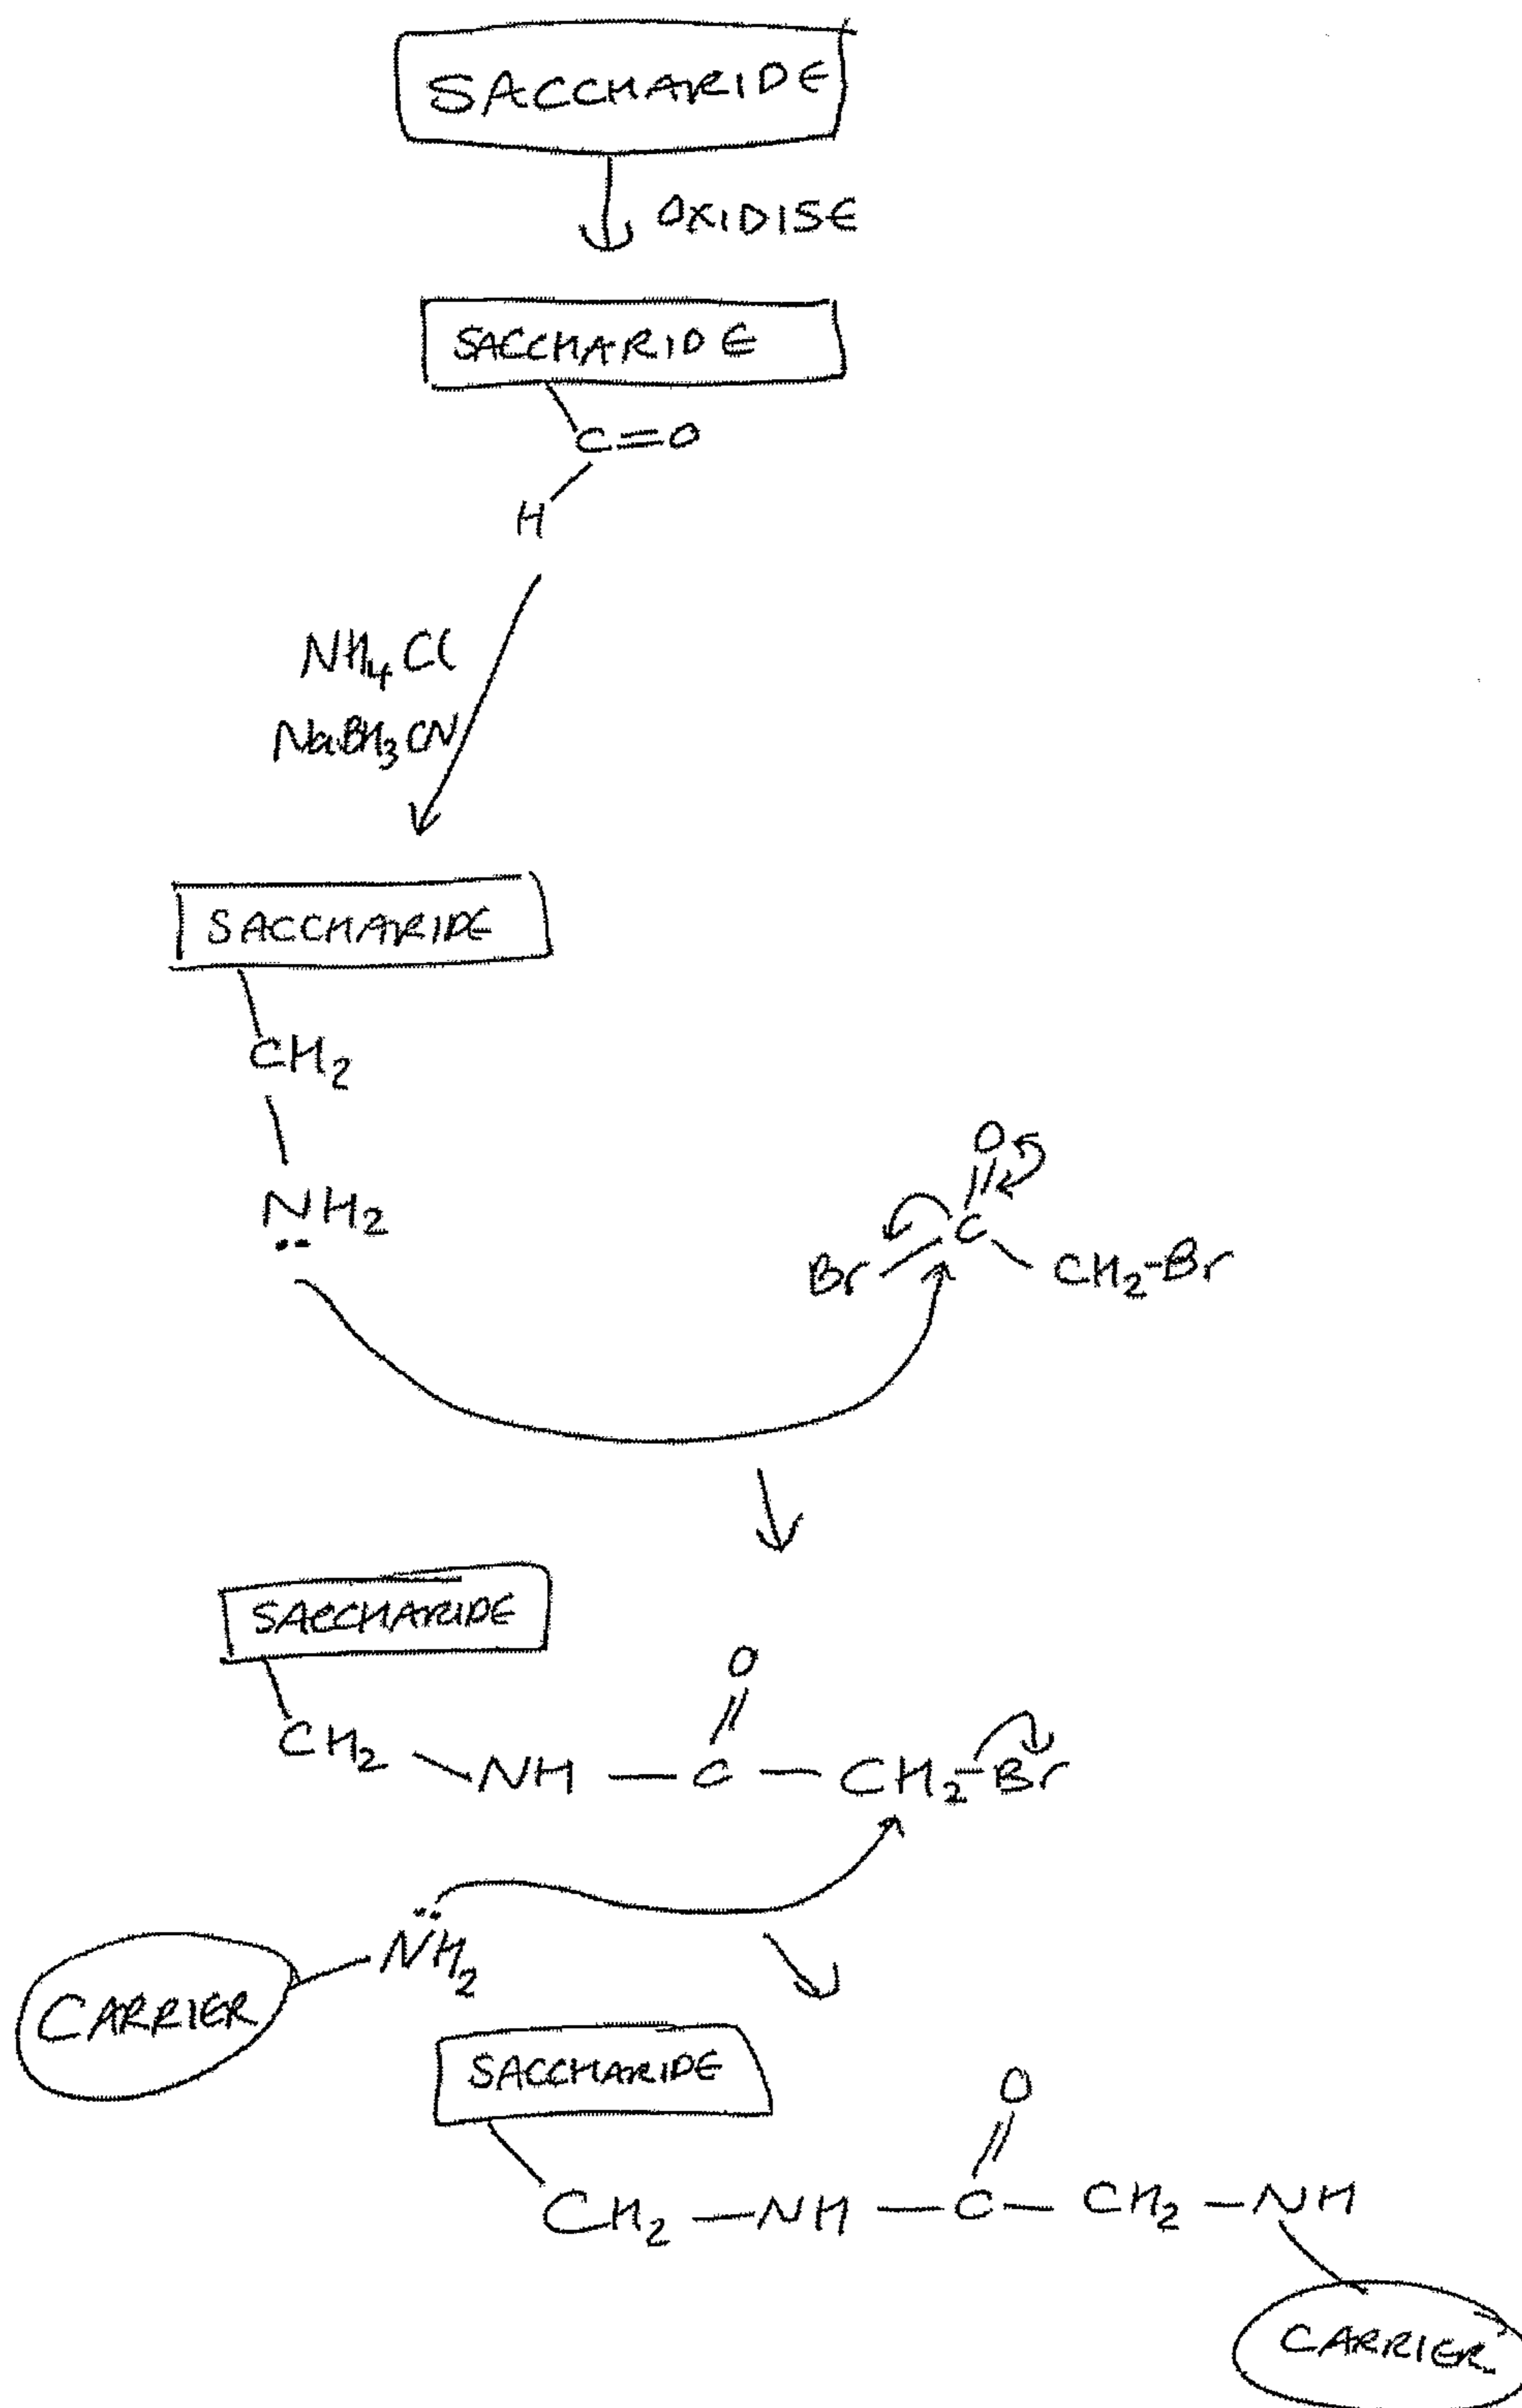 SACCHARIDE
OXIDISE
SACCHARIDE
C=O
H
NH4Cl
NaBH3CN
SACCHARIDE
CH2
NH2
O
Br C CH2-Br
SACCHARIDE
O
CH2 - NH - C - CH2-Br
NH2
CARRIER
SACCHARIDE
O
CH2 - NH - C - CH2 - NH
CARRIER